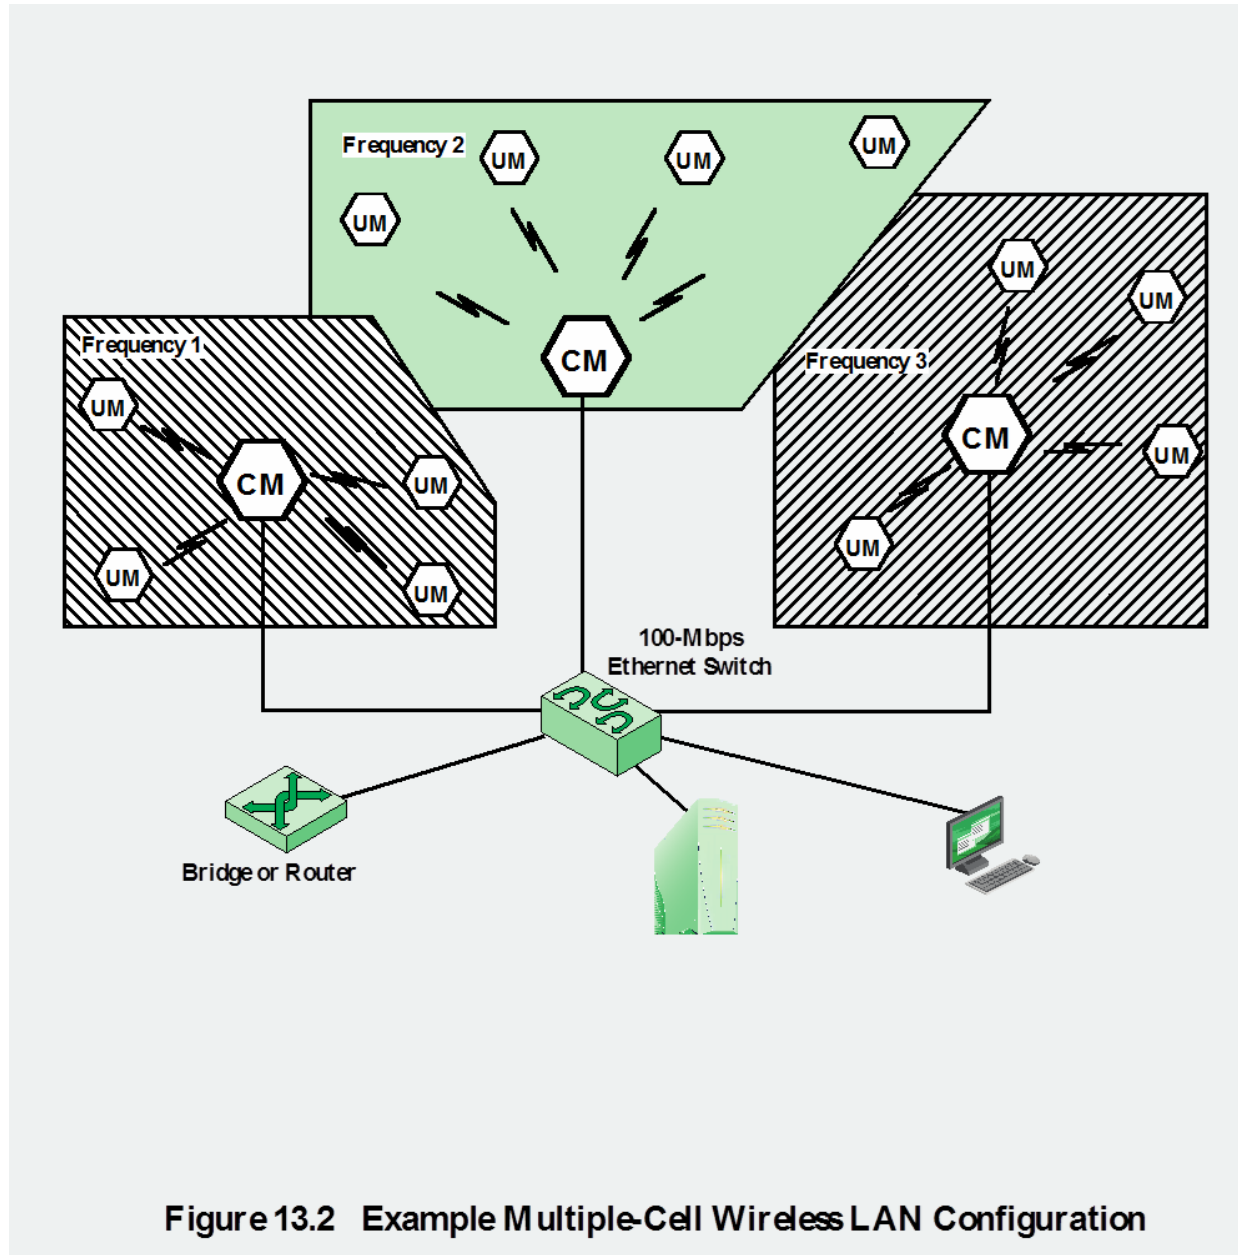 Frequency 2
UM
UM
UM
UM
CM
Frequency 1
UM
CM
UM
UM
UM
Frequency 3
UM
UM
CM
UM
UM
100-Mbps
Ethernet Switch
Bridge or Router
Figure 13.2 Example Multiple-Cell Wireless LAN Configuration